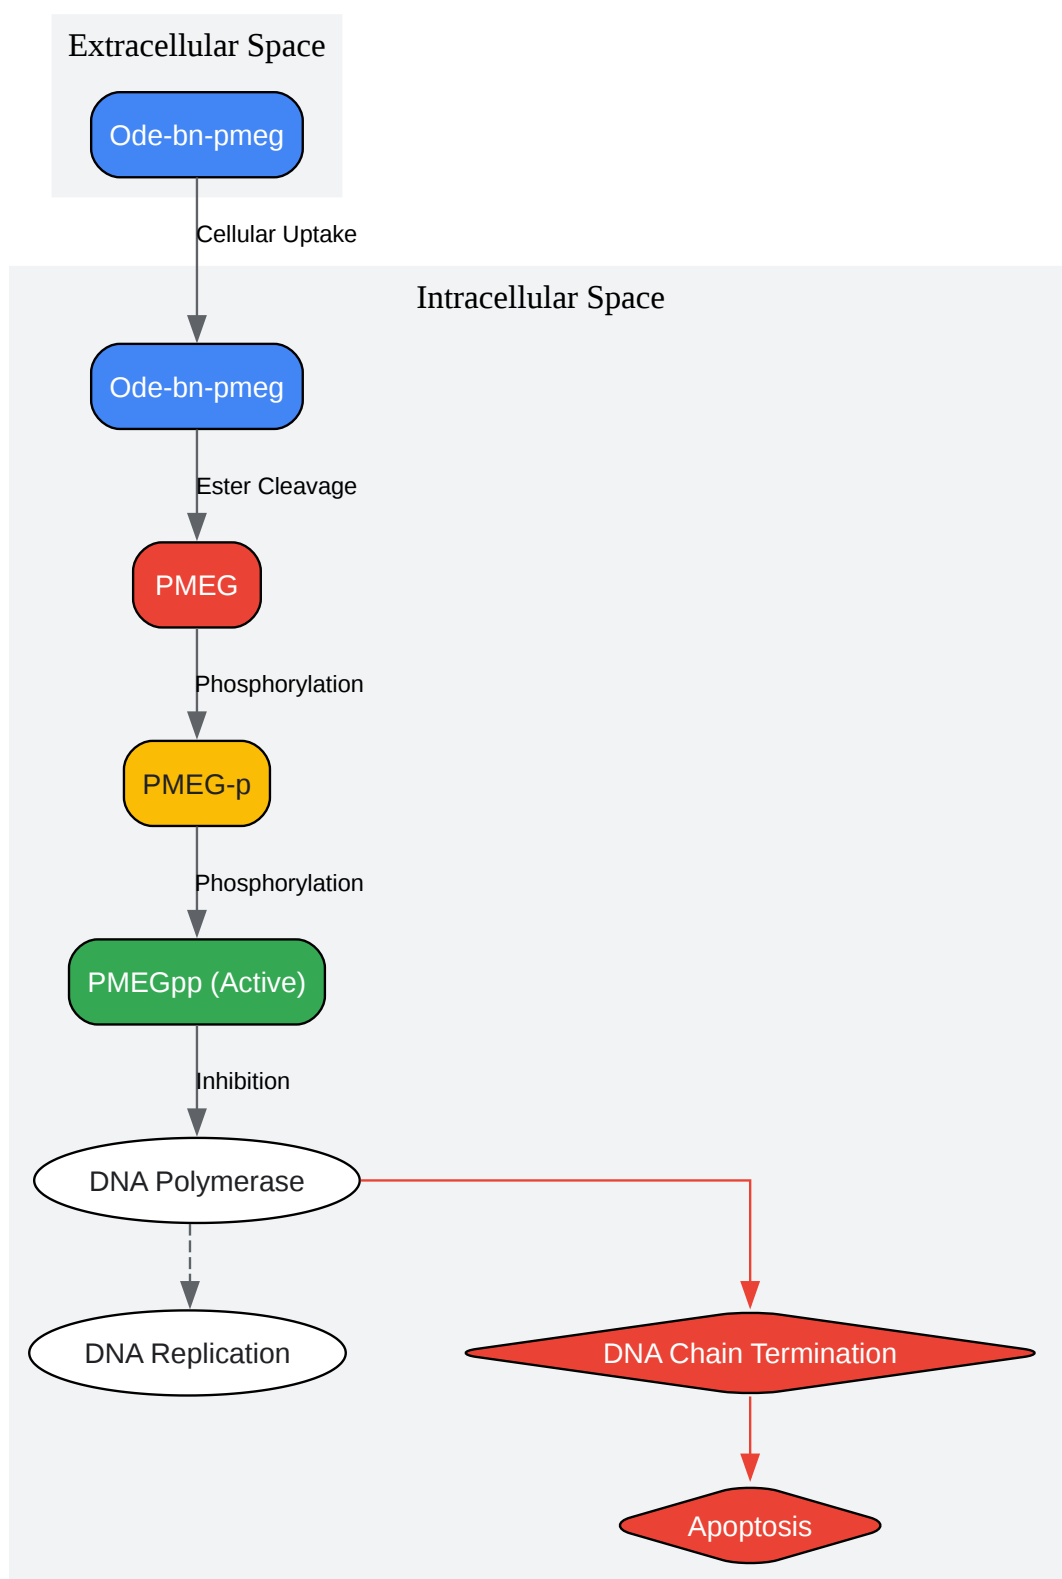 Extracellular Space
Ode-bn-pmeg
Cellular Uptake
Intracellular Space
Ode-bn-pmeg
Ester Cleavage
PMEG
Phosphorylation
PMEG-p
Phosphorylation
PMEGpp (Active)
Inhibition
DNA Polymerase
DNA Replication
DNA Chain Termination
Apoptosis